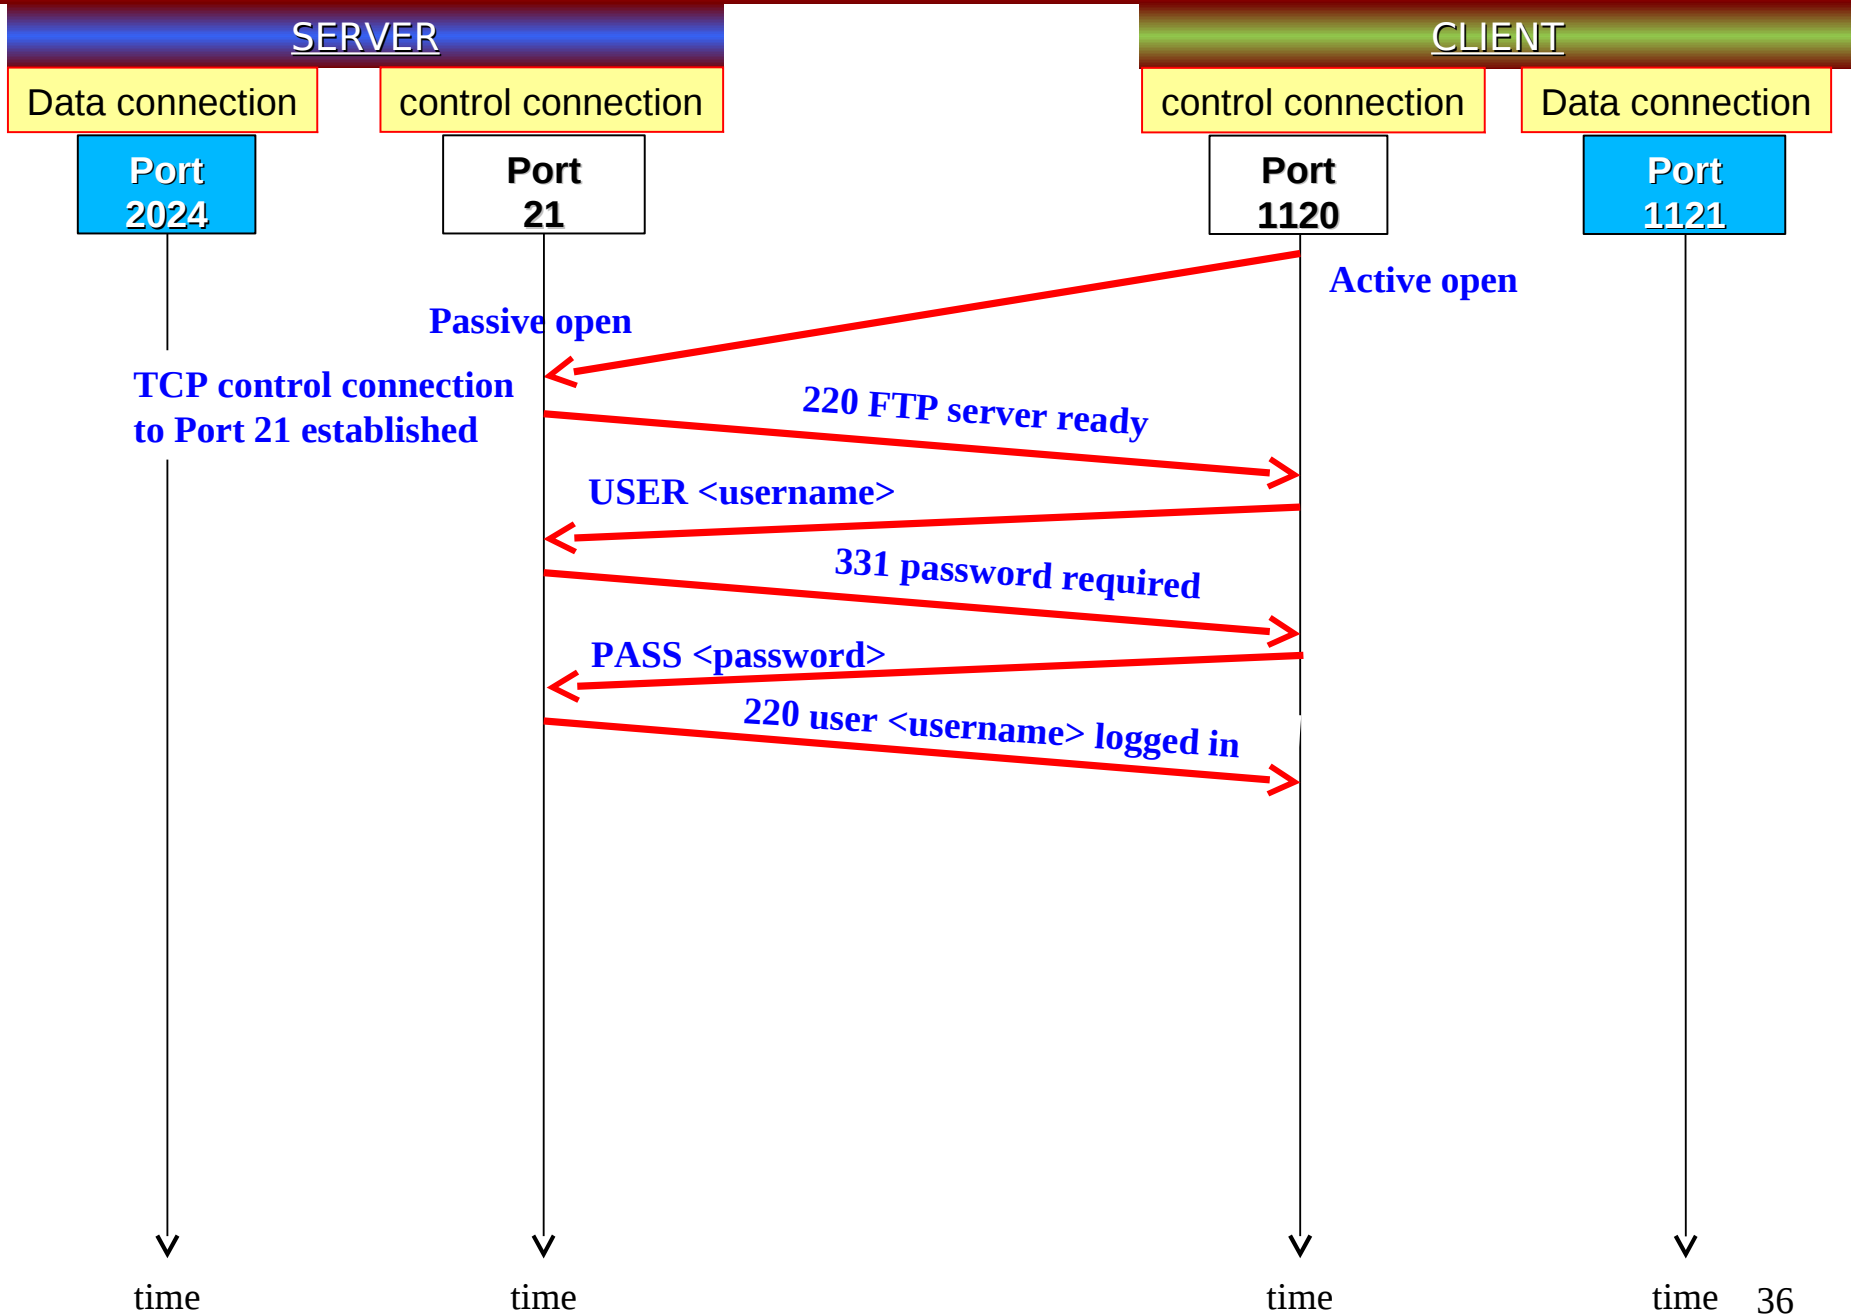 SERVER
CLIENT
Data connection
control connection
control connection
Data connection
Port
2024
Port
21
Port
1120
Port
1121
Active open
Passive open
TCP control connection
to Port 21 established
220 FTP server ready
USER <username>
331 password required
PASS <password>
220 user <username> logged in
time
time
time
time
36